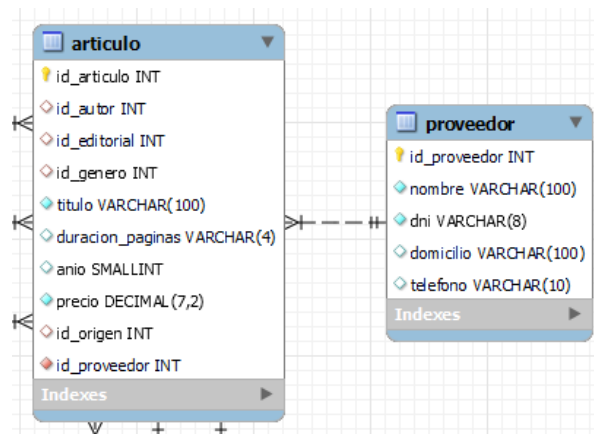 articulo
id_articulo INT
id_autor INT
id_editorial INT
id_genero INT
titulo VARCHAR(100)
duracion_paginas VARCHAR(4)
anio SMALLINT
precio DECIMAL(7,2)
id_origen INT
id_proveedor INT
Indexes
proveedor
id_proveedor INT
nombre VARCHAR(100)
dni VARCHAR(8)
domicilio VARCHAR(100)
telefono VARCHAR(10)
Indexes